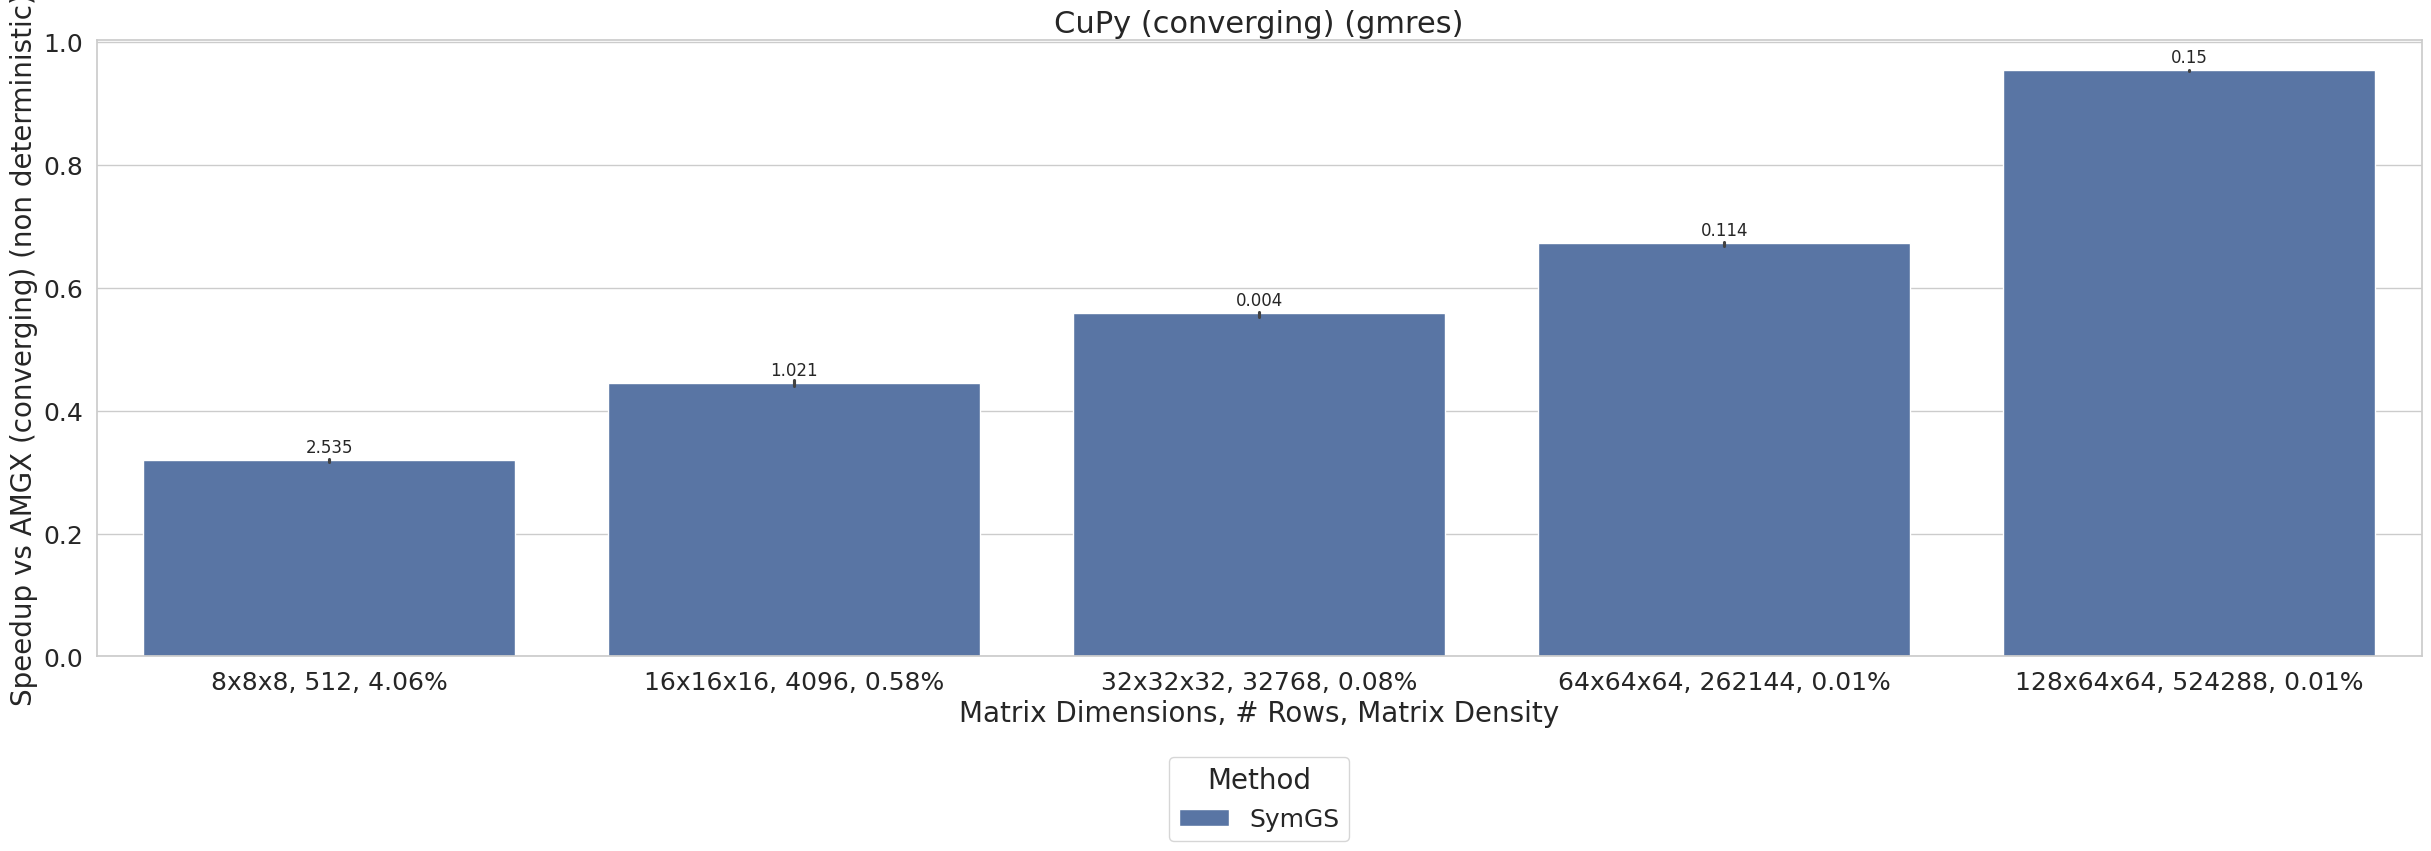 CuPy (converging) (gmres)
Speedup vs AMGX (converging) (non deterministic)
1.0
0.8
0.6
0.4
0.2
0.0
2.535
1.021
0.004
0.114
0.15
8x8x8, 512, 4.06%
16x16x16, 4096, 0.58%
32x32x32, 32768, 0.08%
64x64x64, 262144, 0.01%
128x64x64, 524288, 0.01%
Matrix Dimensions, # Rows, Matrix Density
Method
SymGS